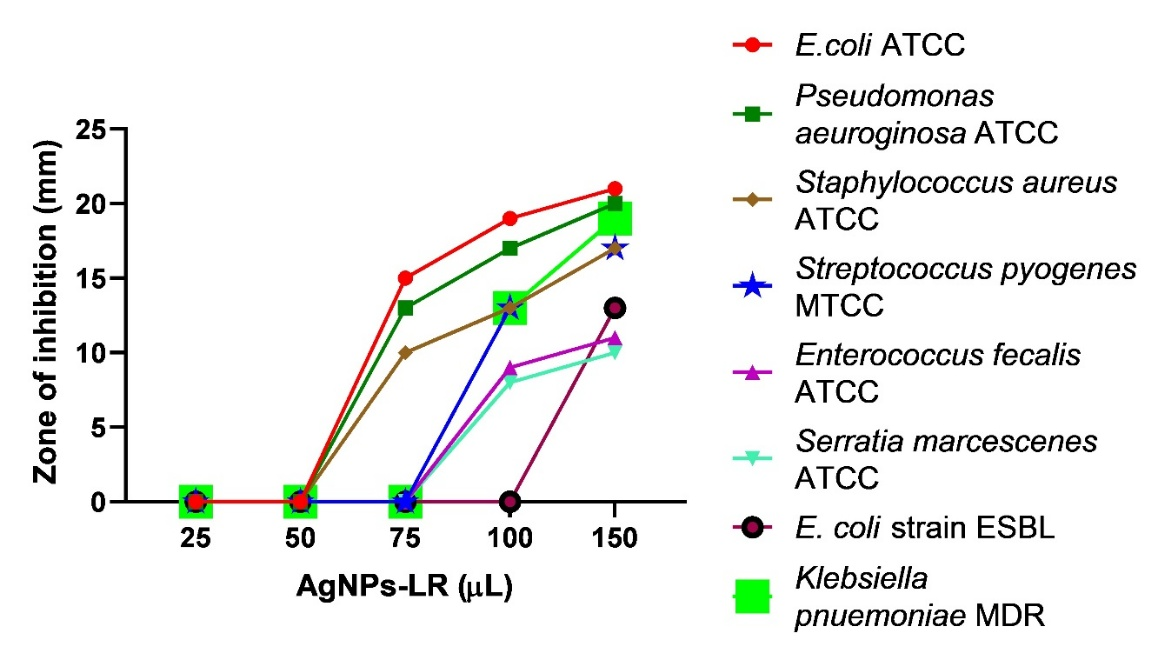 E.coli ATCC
Pseudomonas
aeuroginosa ATCC
Staphylococcus aureus
ATCC
Streptococcus pyogenes
MTCC
Enterococcus fecalis
ATCC
Serratia marcescenes
ATCC
E. coli strain ESBL
Klebsiella
pnuemoniae MDR
Zone of inhibition (mm)
25
20
15
10
5
0
25 50 75 100 150
AgNPs-LR (μL)